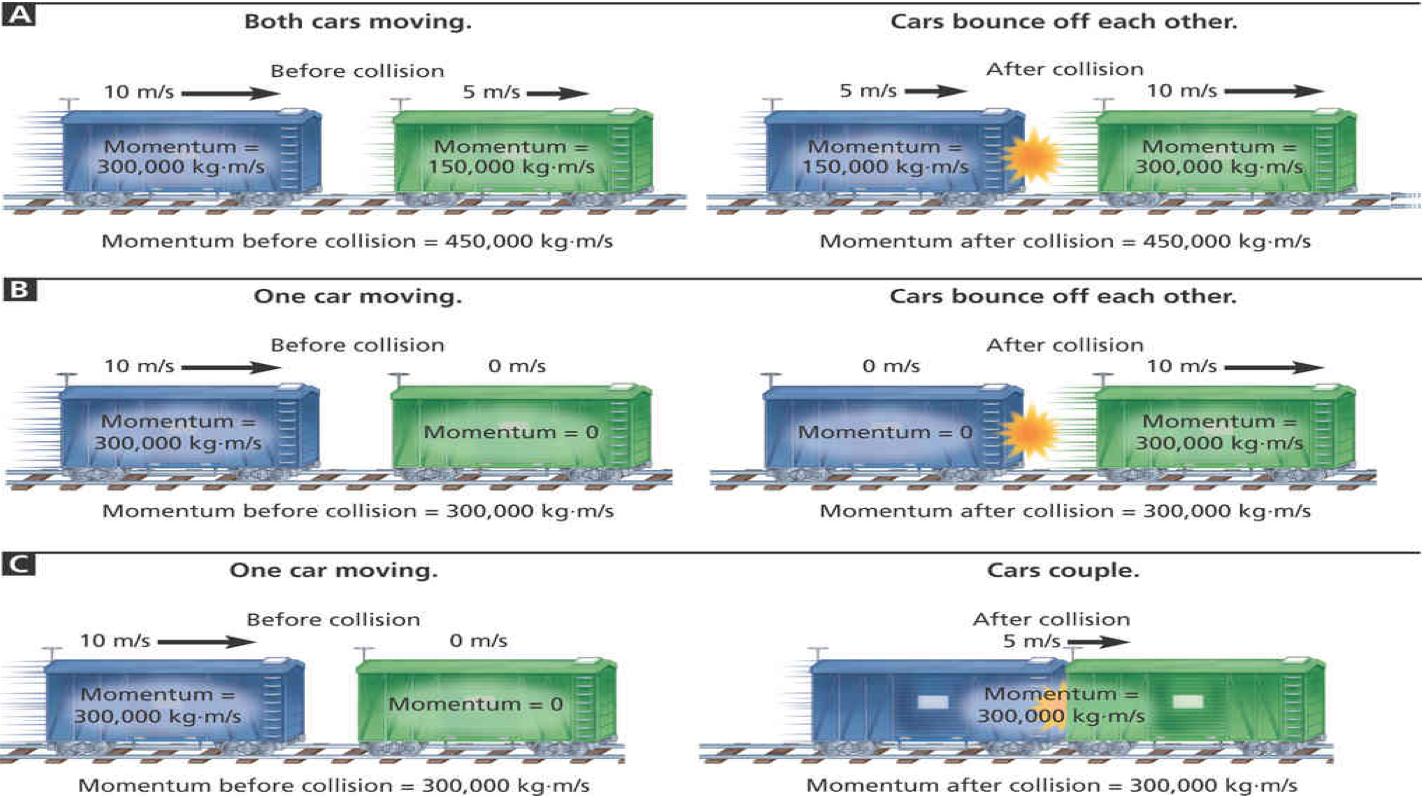 A
Both cars moving.
Cars bounce off each other.
Before collision
After collision
10 m/s
5 m/s
5 m/s
10 m/s
Momentum =
300,000 kg·m/s
Momentum =
150,000 kg·m/s
Momentum =
150,000 kg·m/s
Momentum =
300,000 kg·m/s
Momentum before collision = 450,000 kg·m/s
Momentum after collision = 450,000 kg·m/s
B
One car moving.
Cars bounce off each other.
Before collision
After collision
10 m/s
0 m/s
0 m/s
10 m/s
Momentum =
300,000 kg·m/s
Momentum = 0
Momentum = 0
Momentum =
300,000 kg·m/s
Momentum before collision = 300,000 kg·m/s
Momentum after collision = 300,000 kg·m/s
C
One car moving.
Cars couple.
Before collision
After collision
10 m/s
0 m/s
5 m/s
Momentum =
300,000 kg·m/s
Momentum = 0
Momentum =
300,000 kg·m/s
Momentum before collision = 300,000 kg·m/s
Momentum after collision = 300,000 kg·m/s